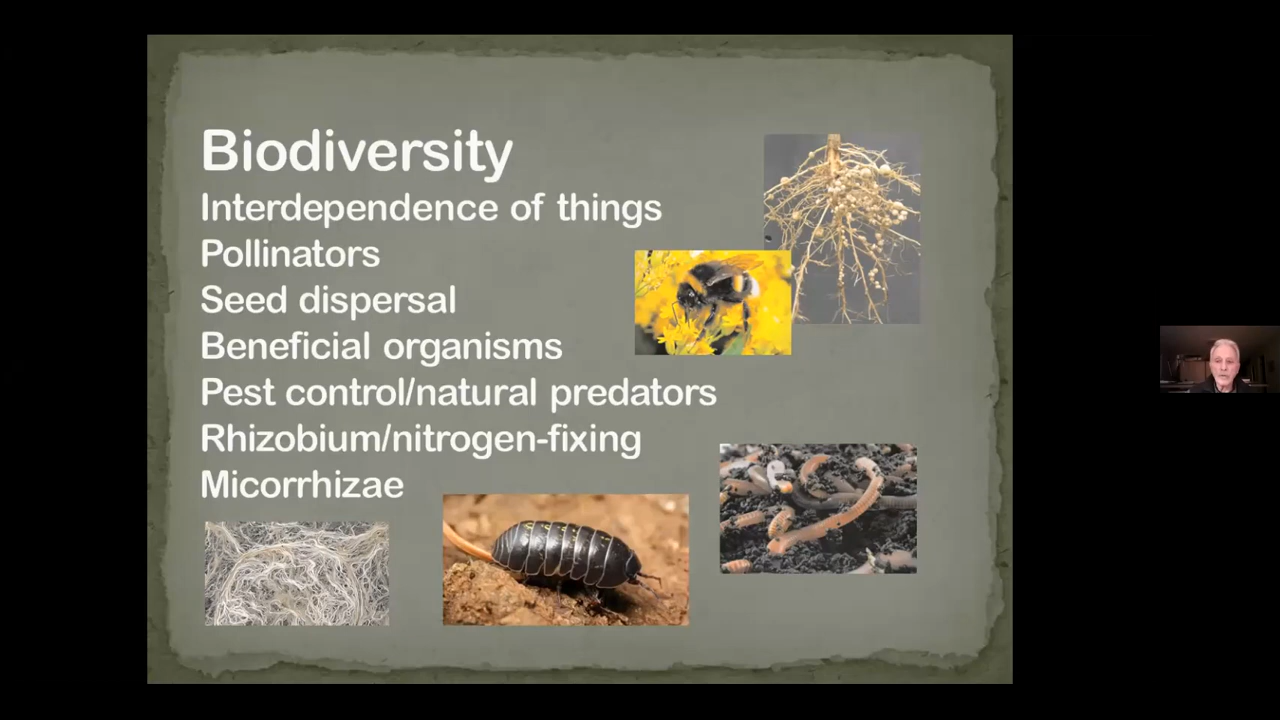 Biodiversity
Interdependence of things
Pollinators
Seed dispersal
Beneficial organisms
Pest control/natural predators
Rhizobium/nitrogen-fixing
Micorrhizae